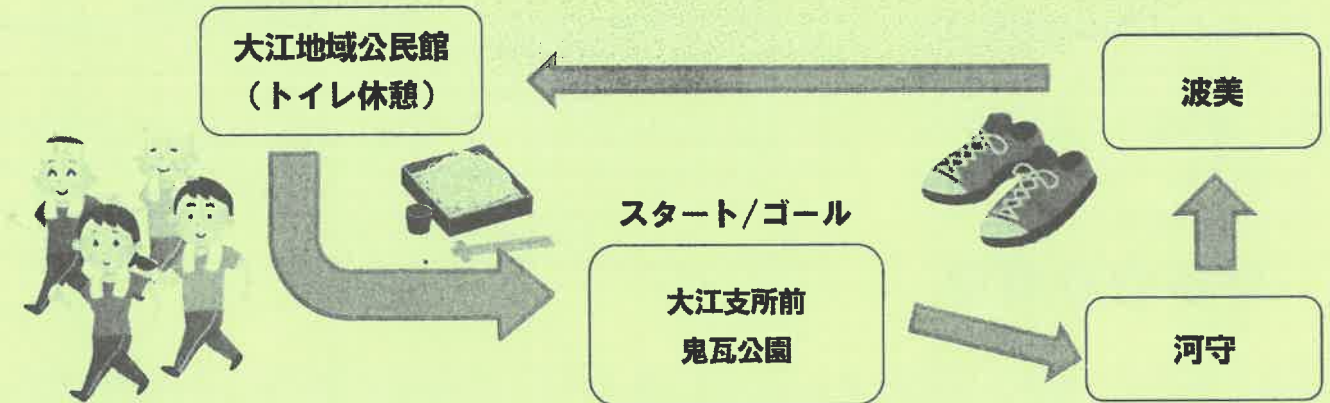 大江地域公民館
（トイレ休憩）
波美
スタート/ゴール
大江支所前
鬼瓦公園
河守